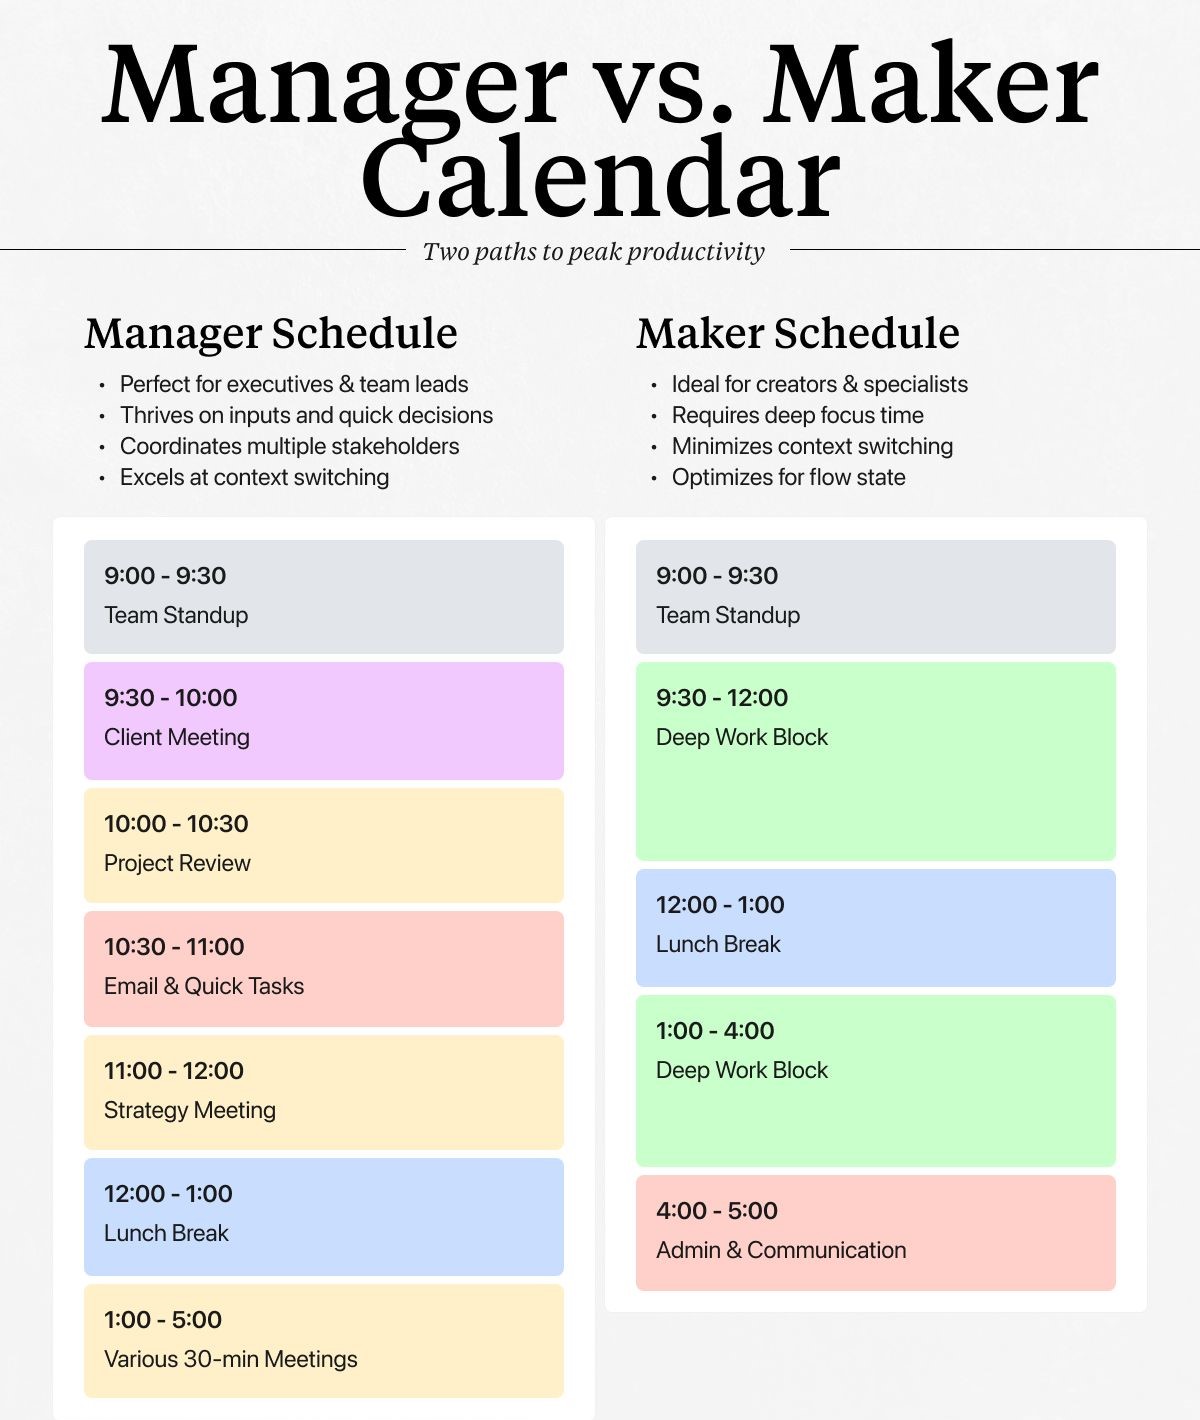 Manager vs. Maker
Calendar
Two paths to peak productivity
Manager Schedule
• Perfect for executives & team leads
• Thrives on inputs and quick decisions
• Coordinates multiple stakeholders
• Excels at context switching
9:00 - 9:30
Team Standup
9:30 - 10:00
Client Meeting
10:00 - 10:30
Project Review
10:30 - 11:00
Email & Quick Tasks
11:00 - 12:00
Strategy Meeting
12:00 - 1:00
Lunch Break
1:00 - 5:00
Various 30-min Meetings
Maker Schedule
• Ideal for creators & specialists
• Requires deep focus time
• Minimizes context switching
• Optimizes for flow state
9:00 - 9:30
Team Standup
9:30 - 12:00
Deep Work Block
12:00 - 1:00
Lunch Break
1:00 - 4:00
Deep Work Block
4:00 - 5:00
Admin & Communication